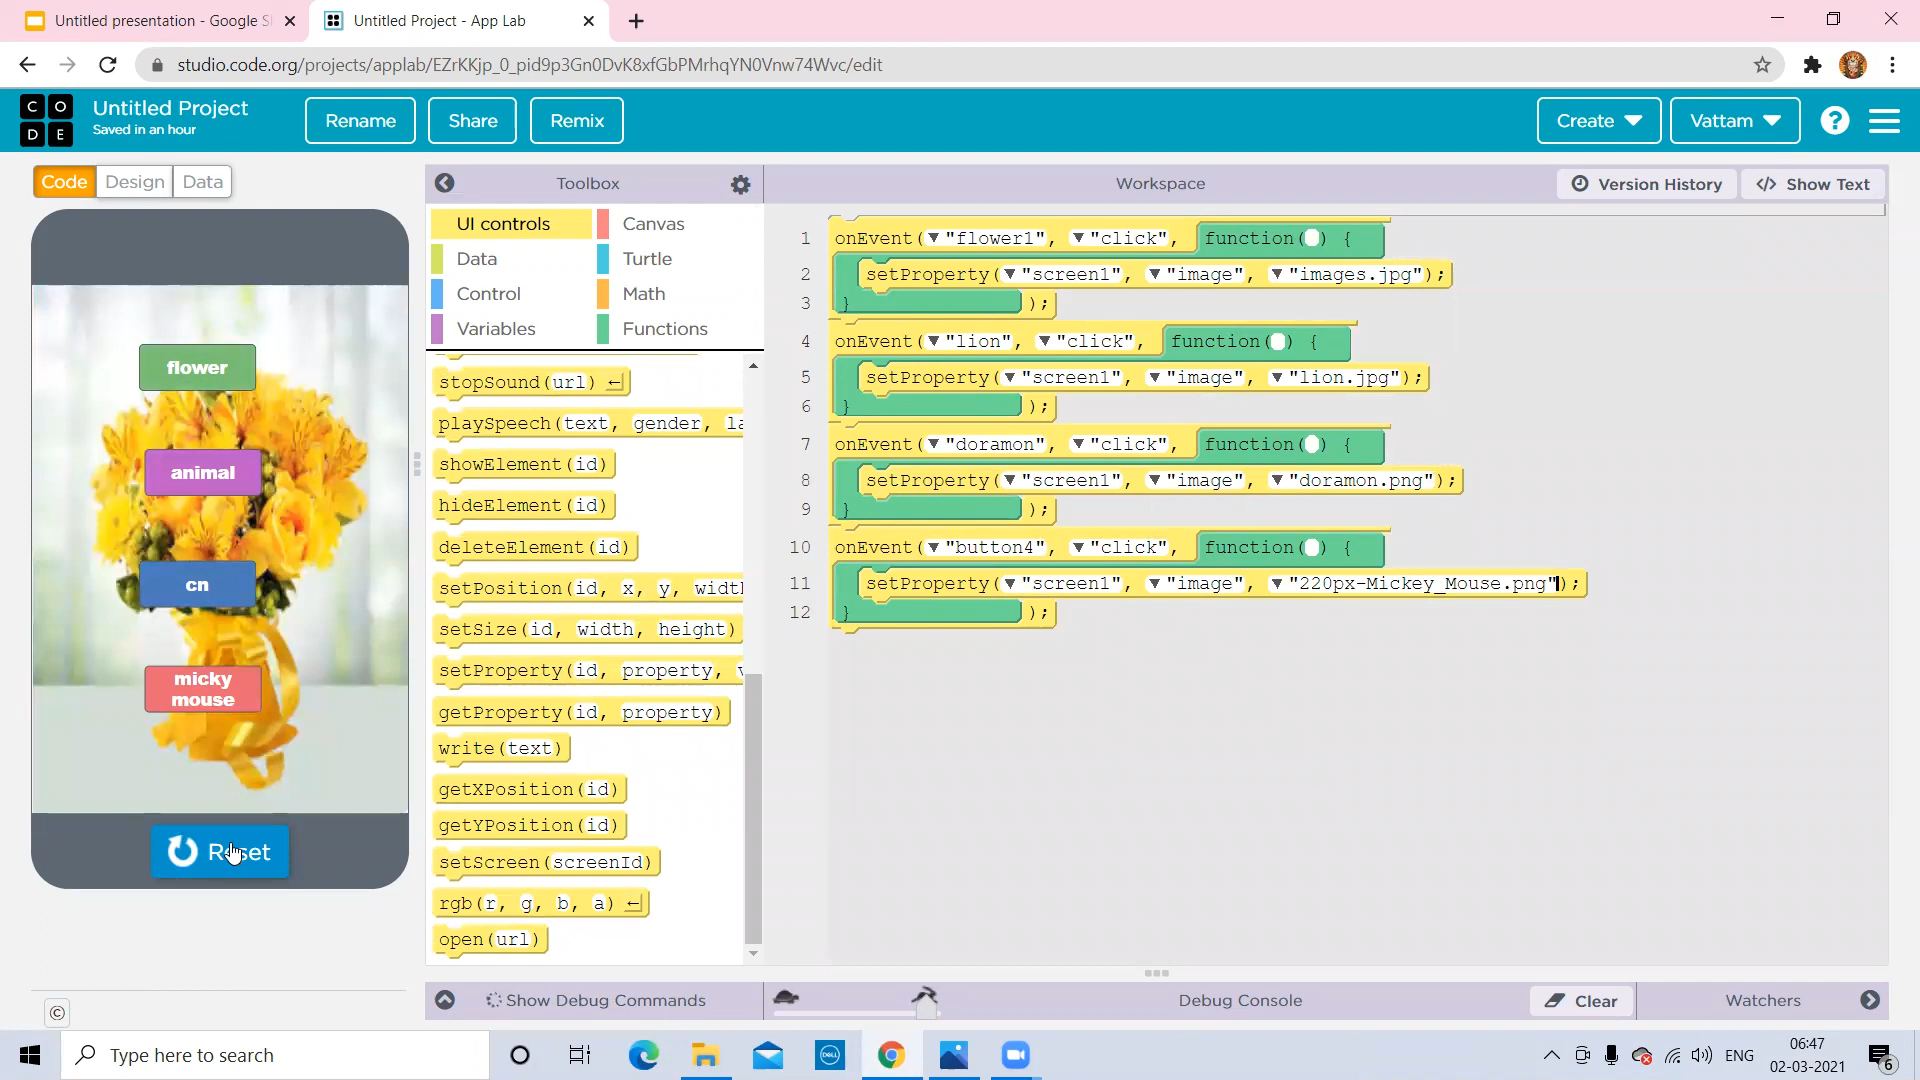 Untitled presentation - Google S
Untitled Project - App Lab
studio.code.org/projects/applab/EZrKKjp_0_pid9p3Gn0DvK8xfGbPMrhqYN0Vnw74Wvc/edit
C O
D E
Untitled Project
Saved in an hour
Rename
Share
Remix
Create
Vattam
?
Code
Design
Data
Toolbox
Workspace
Version History
</> Show Text
UI controls
Canvas
Data
Turtle
Control
Math
Variables
Functions
stopSound(url)
playSpeech(text, gender, la
showElement(id)
hideElement(id)
deleteElement(id)
setPosition(id, x, y, width
setSize(id, width, height)
setProperty(id, property, v
getProperty(id, property)
write(text)
getXPosition(id)
getYPosition(id)
setScreen(screenId)
rgb(r, g, b, a)
open(url)
1 onEvent("flower1", "click", function() {
2 setProperty("screen1", "image", "images.jpg");
3 } );
4 onEvent("lion", "click", function() {
5 setProperty("screen1", "image", "lion.jpg");
6 } );
7 onEvent("doramon", "click", function() {
8 setProperty("screen1", "image", "doramon.png");
9 } );
10 onEvent("button4", "click", function() {
11 setProperty("screen1", "image", "220px-Mickey_Mouse.png");
12 } );
flower
animal
cn
micky
mouse
Reset
©
Show Debug Commands
Debug Console
Clear
Watchers
Type here to search
DELL
ENG
06:47
02-03-2021
6